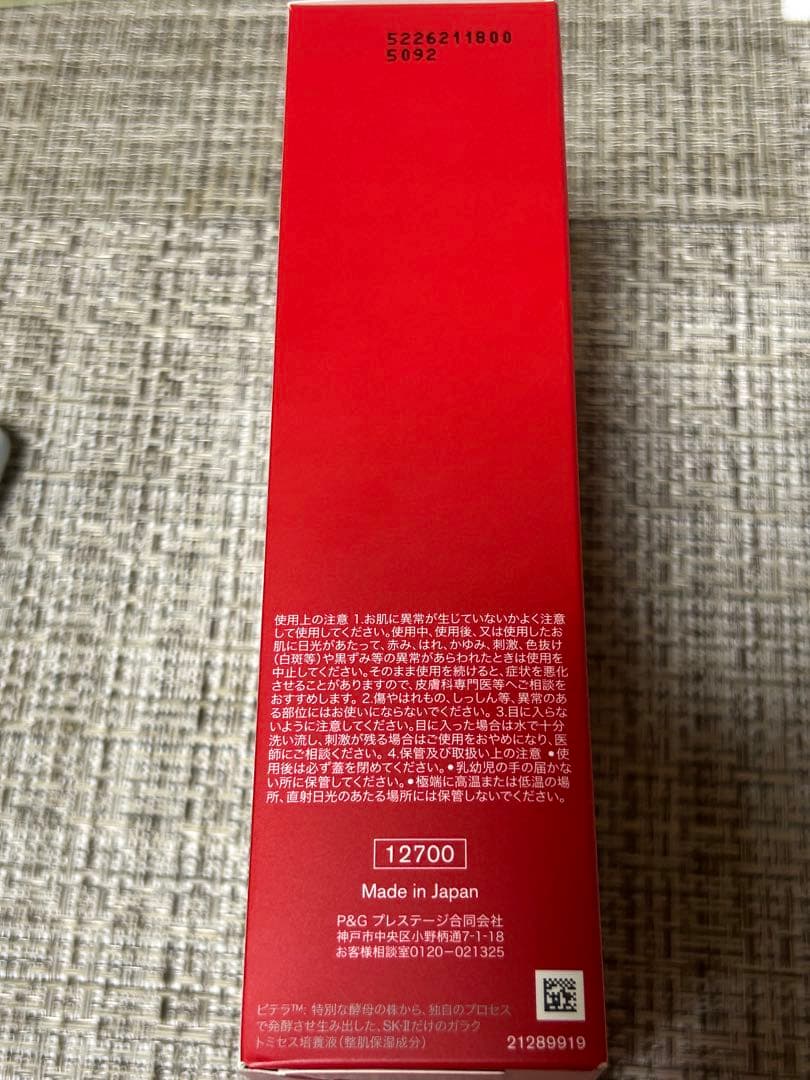 5226211800
5092
使用上の注意 1.お肌に異常が生じていないかよく注意
して使用してください。使用中、使用後、又は使用したお
肌に日光があたって、赤み、はれ、かゆみ、刺激、色抜け
(白斑等)や黒ずみ等の異常があらわれたときは使用を
中止してください。そのまま使用を続けると、症状を悪化
させることがありますので、皮膚科専門医等へご相談を
おすすめします。2.傷やはれもの、しっしん等、異常のあ
る部位にはお使いにならないでください。3.目に入らな
いように注意してください。目に入った場合は水で十分
洗い流し、刺激が残る場合はご使用をおやめになり、医
師にご相談ください。4.保管及び取扱い上の注意 ●使
用後は必ず蓋を閉めてください。●乳幼児の手の届かな
い所に保管してください。●極端に高温または低温の場
所、直射日光のあたる場所には保管しないでください。
12700
Made in Japan
P&G プレステージ合同会社
神戸市中央区小野柄通7-1-18
お客様相談室0120-021325
ピテラ™: 特別な酵母の株から、独自のプロセス
で発酵させ生み出した、SK-IIだけのガラク
トミセス培養液(整肌保湿成分)
21289919